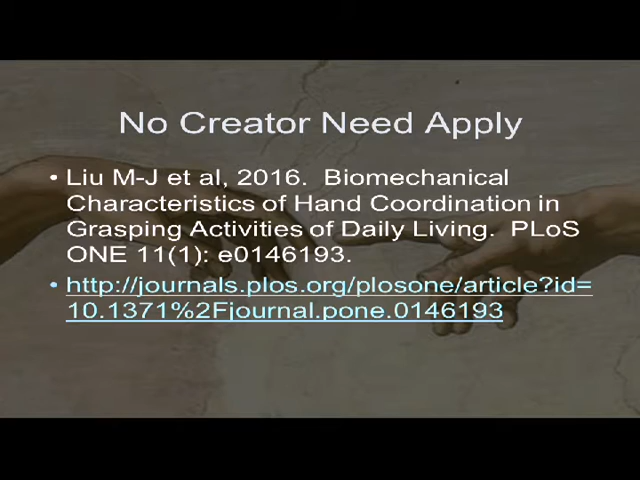 No Creator Need Apply
• Liu M-J et al, 2016. Biomechanical
Characteristics of Hand Coordination in
Grasping Activities of Daily Living. PLoS
ONE 11(1): e0146193.
• http://journals.plos.org/plosone/article?id=
10.1371%2Fjournal.pone.0146193